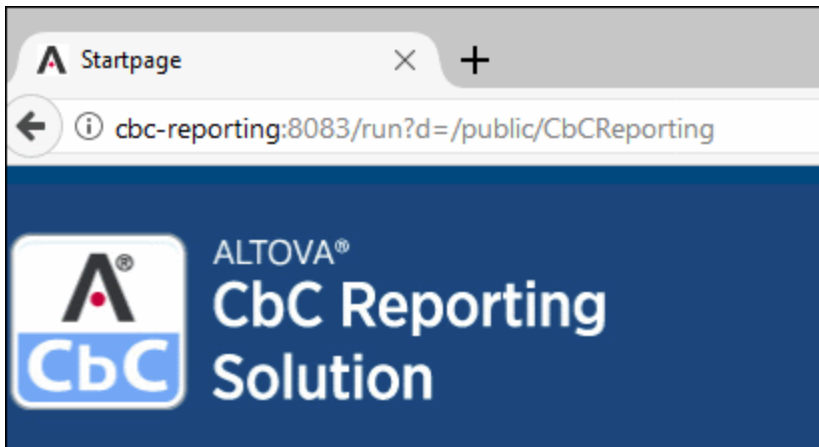 Startpage
cbc-reporting:8083/run?d=/public/CbCReporting
ALTOVA®
CbC Reporting
Solution
®
CbC